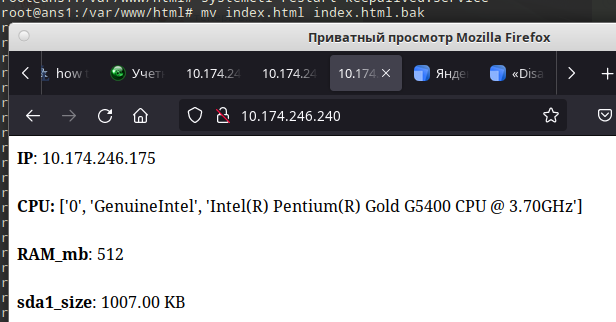 root@ans1:/var/www/html# systemctl restart keepalived.service
root@ans1:/var/www/html# mv index.html index.html.bak
Приватный просмотр Mozilla Firefox
how t
Учетн
10.174.24
10.174.24
10.174
Яндек
«Disa
10.174.246.240
IP: 10.174.246.175
CPU: ['0', 'GenuineIntel', 'Intel(R) Pentium(R) Gold G5400 CPU @ 3.70GHz']
RAM_mb: 512
sda1_size: 1007.00 KB